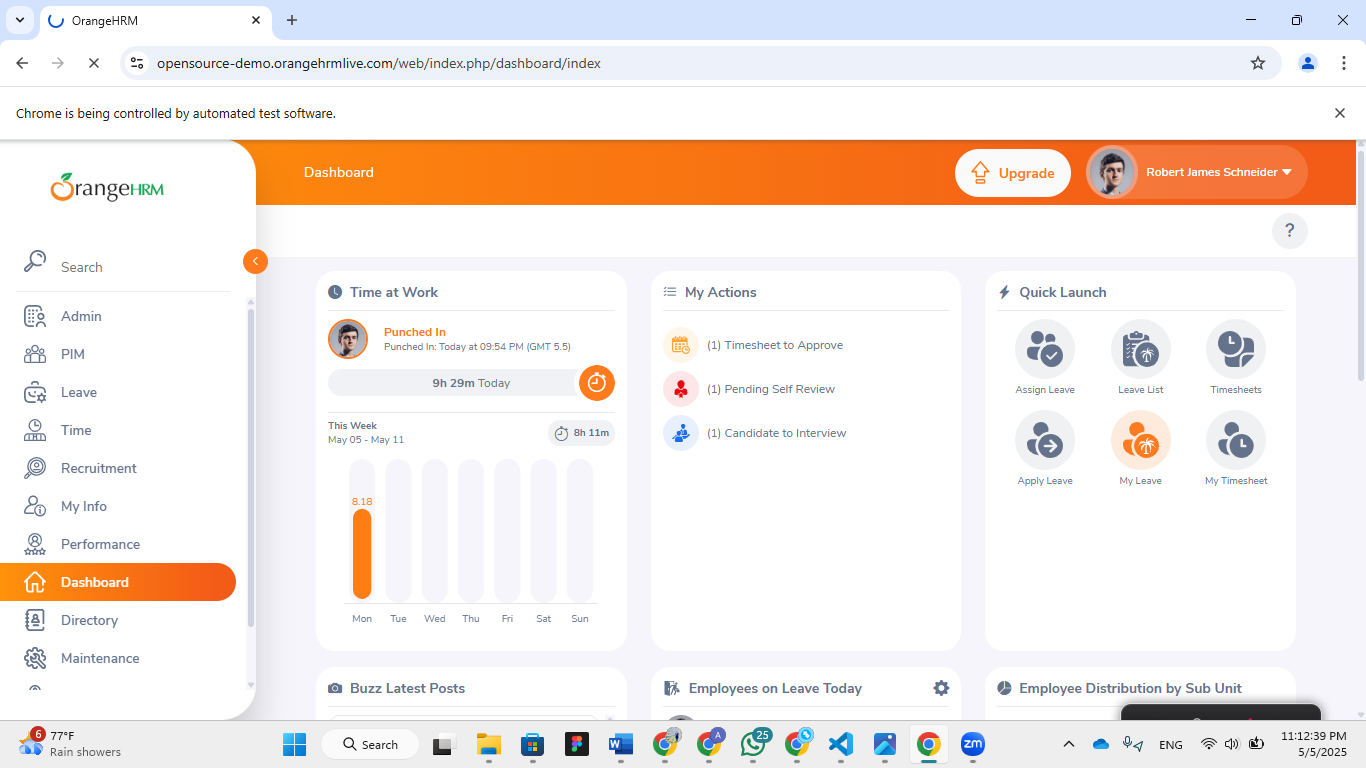 OrangeHRM
opensource-demo.orangehrmlive.com/web/index.php/dashboard/index
Chrome is being controlled by automated test software.
OrangeHRM
Dashboard
Upgrade
Robert James Schneider
?
Search
Admin
PIM
Leave
Time
Recruitment
My Info
Performance
Dashboard
Directory
Maintenance
Time at Work
Punched In
Punched In: Today at 09:54 PM (GMT 5.5)
9h 29m Today
This Week
May 05 - May 11
8h 11m
8.18
Mon Tue Wed Thu Fri Sat Sun
My Actions
(1) Timesheet to Approve
(1) Pending Self Review
(1) Candidate to Interview
Quick Launch
Assign Leave Leave List Timesheets
Apply Leave My Leave My Timesheet
Buzz Latest Posts
Employees on Leave Today
Employee Distribution by Sub Unit
6
77°F
Rain showers
Search
A
25
zm
ENG
11:12:39 PM
5/5/2025